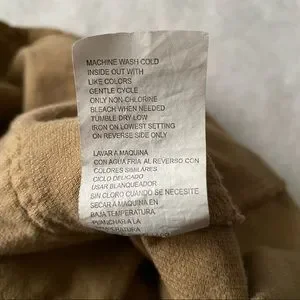 MACHINE WASH COLD
INSIDE OUT WITH
LIKE COLORS
GENTLE CYCLE
ONLY NON-CHLORINE
BLEACH WHEN NEEDED
TUMBLE DRY LOW
IRON ON LOWEST SETTING
ON REVERSE SIDE ONLY
LAVAR A MAQUINA
CON AGUA FRIA AL REVERSO CON
COLORES SIMILARES
CICLO DELICADO
USAR BLANQUEADOR
SIN CLORO CUANDO SE NECESITE
SECAR A MAQUINA EN
BAJA TEMPERATURA
PLANCHAR A LA